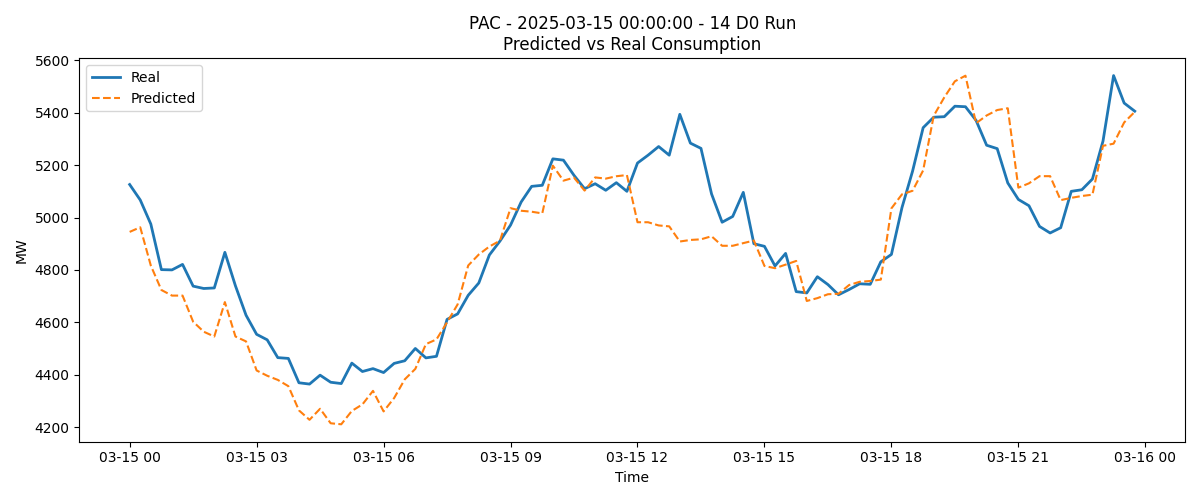 PAC - 2025-03-15 00:00:00 - 14 D0 Run
Predicted vs Real Consumption
Real
Predicted
MW
5600
5400
5200
5000
4800
4600
4400
4200
03-15 00
03-15 03
03-15 06
03-15 09
03-15 12
03-15 15
03-15 18
03-15 21
03-16 00
Time